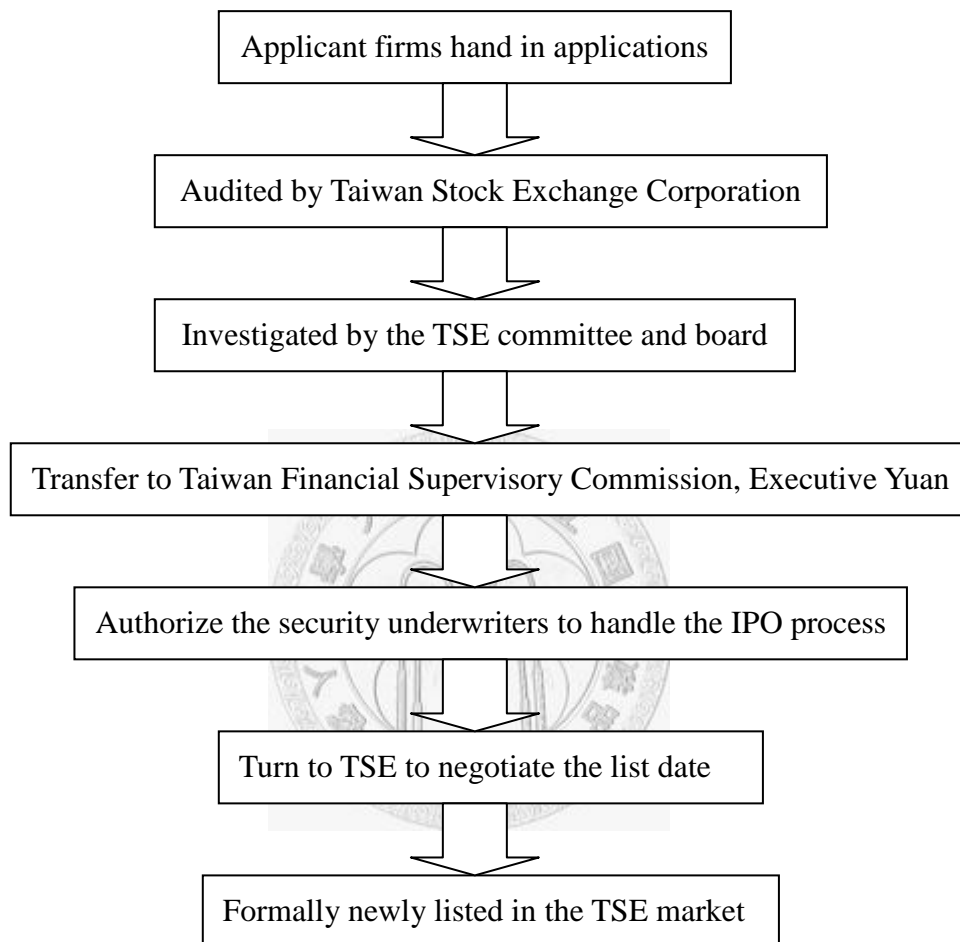 Applicant firms hand in applications
Audited by Taiwan Stock Exchange Corporation
Investigated by the TSE committee and board
Transfer to Taiwan Financial Supervisory Commission, Executive Yuan
Authorize the security underwriters to handle the IPO process
Turn to TSE to negotiate the list date
Formally newly listed in the TSE market